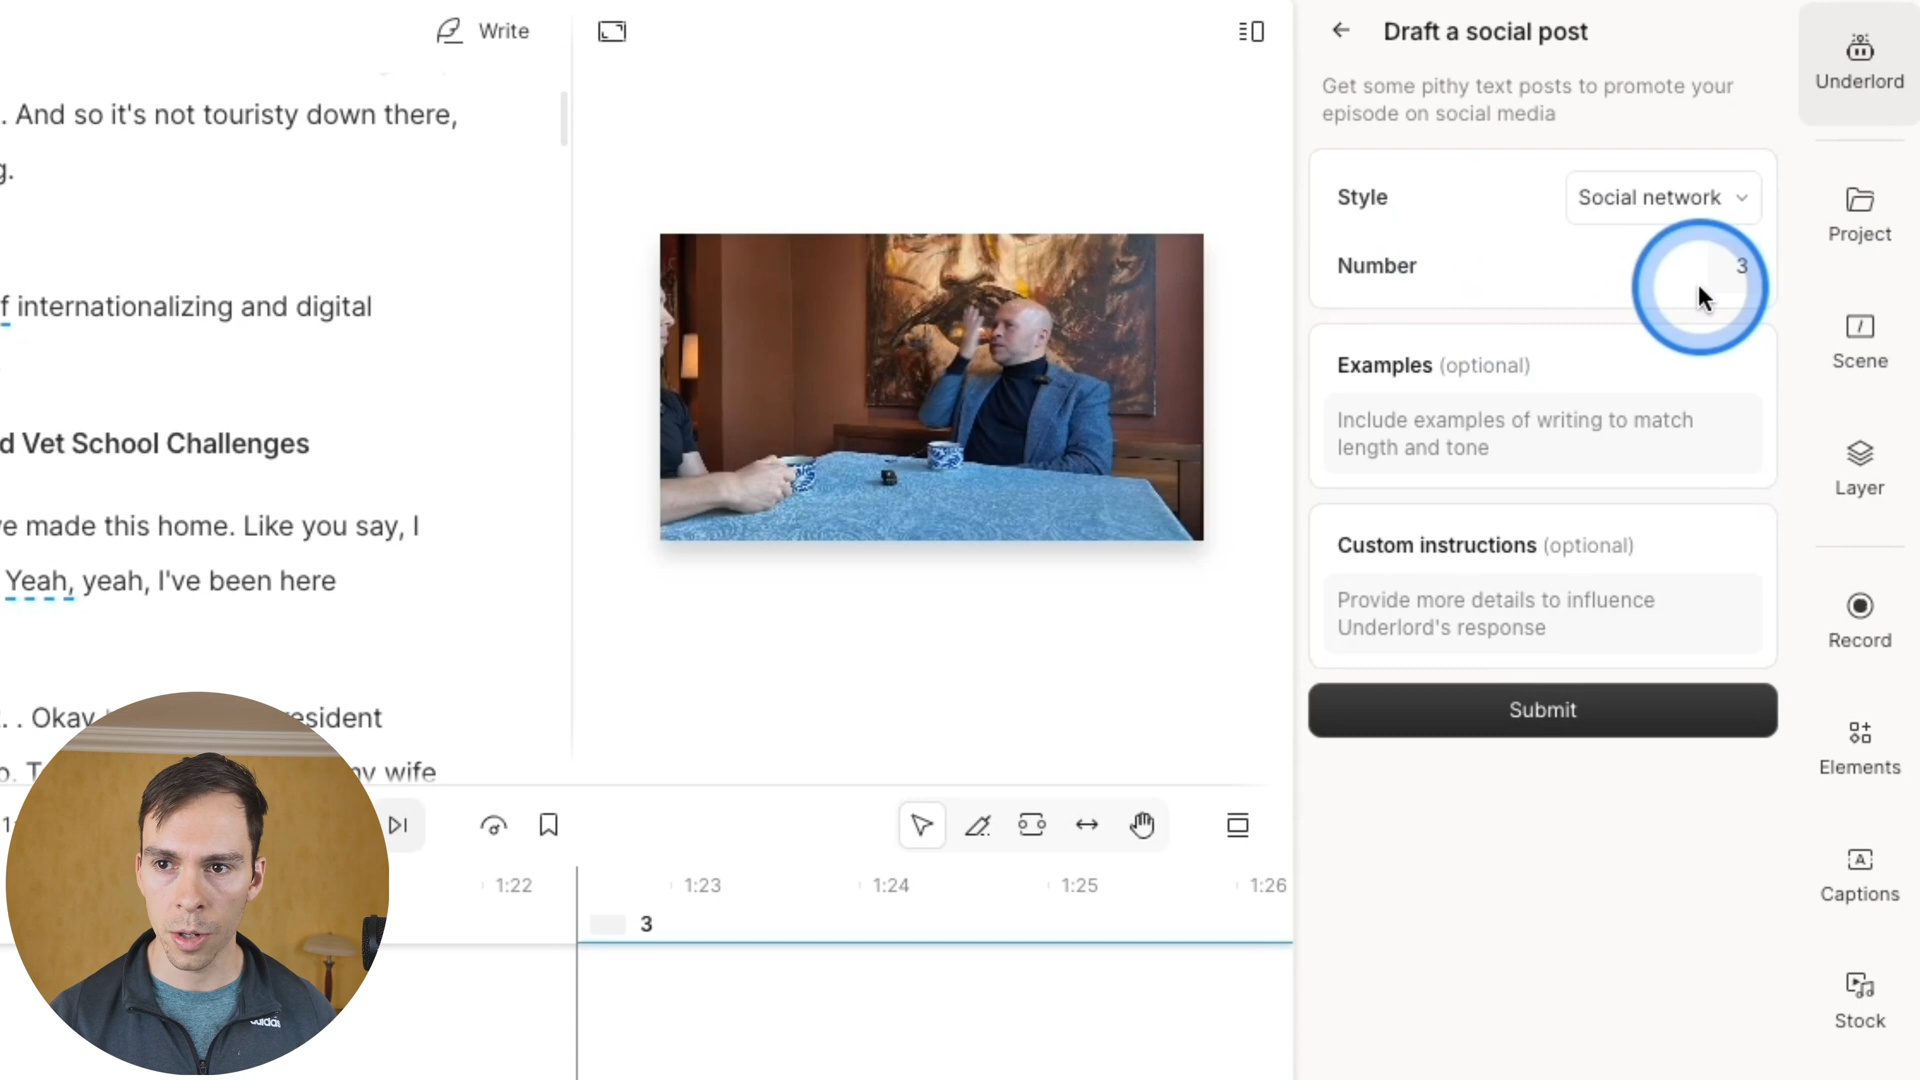 Write
. And so it's not touristy down there,
g.
f internationalizing and digital
d Vet School Challenges
ve made this home. Like you say, I
Yeah, yeah, I've been here
. . Okay
esident
o. T
my wife
1:22
1:23
1:24
1:25
1:26
3
Draft a social post
Get some pithy text posts to promote your
episode on social media
Style
Social network
Number
3
Examples (optional)
Include examples of writing to match
length and tone
Custom instructions (optional)
Provide more details to influence
Underlord's response
Submit
Underlord
Project
Scene
Layer
Record
Elements
Captions
Stock
adidas